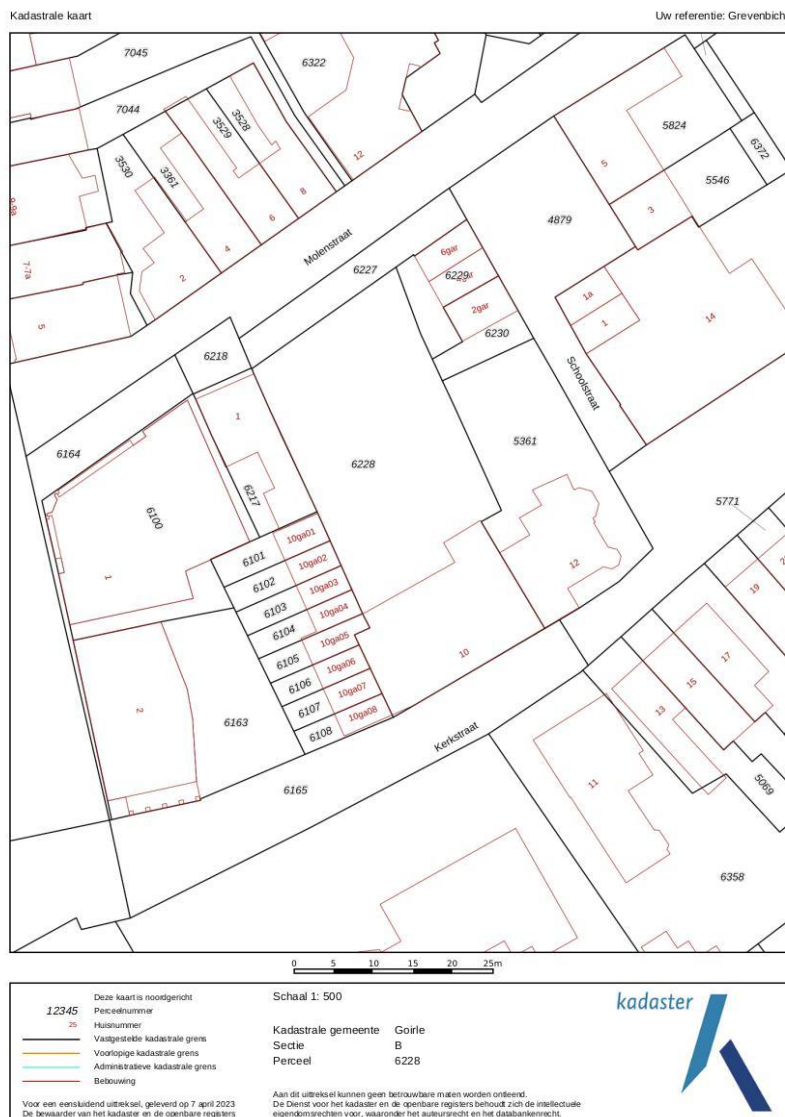 Kadastrale kaart
Uw referentie: Grevenbich
7045
6322
7044
3528
3529
3530
3361
12
5824
6372
5
5546
8-9a
8
6
4
2
3
4879
Molenstraat
6227
6gar
6229
7-7a
2gar
1a
1
14
5
6230
6218
Schoolstraat
1
6164
5361
6228
6217
6100
5771
10ga01
6101
10ga02
6102
10ga03
6103
10ga04
6104
10ga05
6105
10ga06
6106
10ga07
6107
10ga08
6108
1
12
19
10
17
15
13
2
6163
Kerkstraat
6165
11
5069
6358
0 5 10 15 20 25m
Deze kaart is noordgericht
12345 Perceelnummer
25 Huisnummer
Vastgestelde kadastrale grens
Voorlopige kadastrale grens
Administratieve kadastrale grens
Bebouwing
Voor een eensluidend uittreksel, geleverd op 7 april 2023
De bewaarder van het kadaster en de openbare registers
Schaal 1: 500
Kadastrale gemeente Goirle
Sectie B
Perceel 6228
Aan dit uittreksel kunnen geen betrouwbare maten worden ontleend.
De Dienst voor het kadaster en de openbare registers behoudt zich de intellectuele
eigendomsrechten voor, waaronder het auteursrecht en het databankenrecht.
kadaster